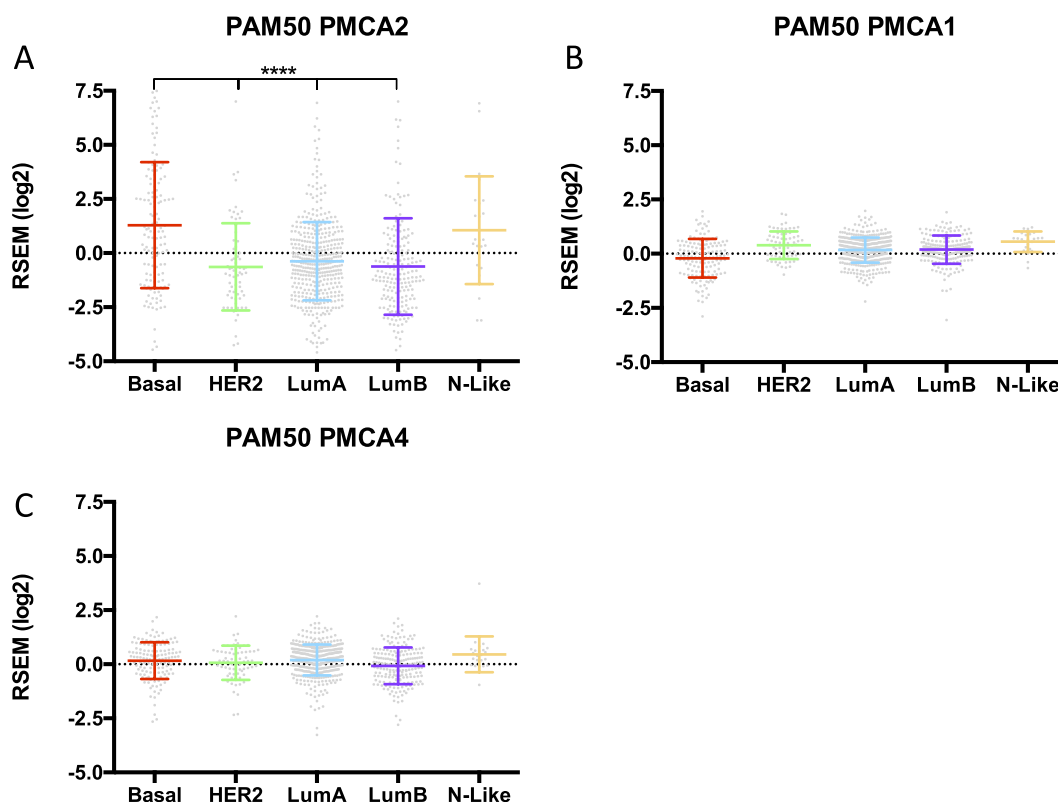 PAM50 PMCA2
A
****
7.5
5.0
2.5
0.0
-2.5
-5.0
RSEM (log2)
Basal HER2 LumA LumB N-Like
PAM50 PMCA1
B
7.5
5.0
2.5
0.0
-2.5
-5.0
RSEM (log2)
Basal HER2 LumA LumB N-Like
PAM50 PMCA4
C
7.5
5.0
2.5
0.0
-2.5
-5.0
RSEM (log2)
Basal HER2 LumA LumB N-Like